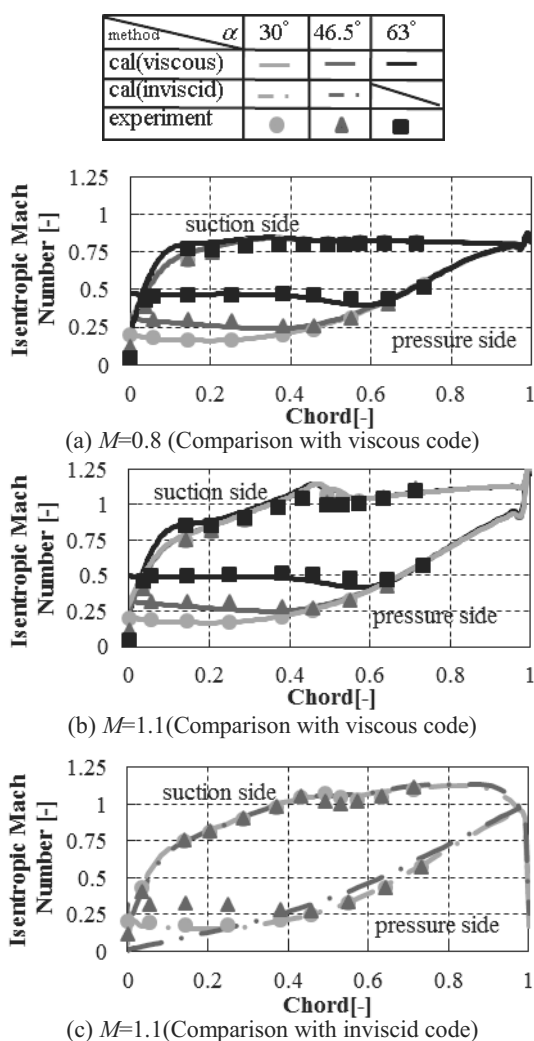 method α 30° 46.5° 63°
cal(viscous)
cal(inviscid)
experiment
1.25
1
0.75
0.5
0.25
0
Isentropic Mach
Number [-]
suction side
pressure side
0 0.2 0.4 0.6 0.8 1
Chord[-]
(a) M=0.8 (Comparison with viscous code)
1.25
1
0.75
0.5
0.25
0
Isentropic Mach
Number [-]
suction side
pressure side
0 0.2 0.4 0.6 0.8 1
Chord[-]
(b) M=1.1(Comparison with viscous code)
1.25
1
0.75
0.5
0.25
0
Isentropic Mach
Number [-]
suction side
pressure side
0 0.2 0.4 0.6 0.8 1
Chord[-]
(c) M=1.1(Comparison with inviscid code)